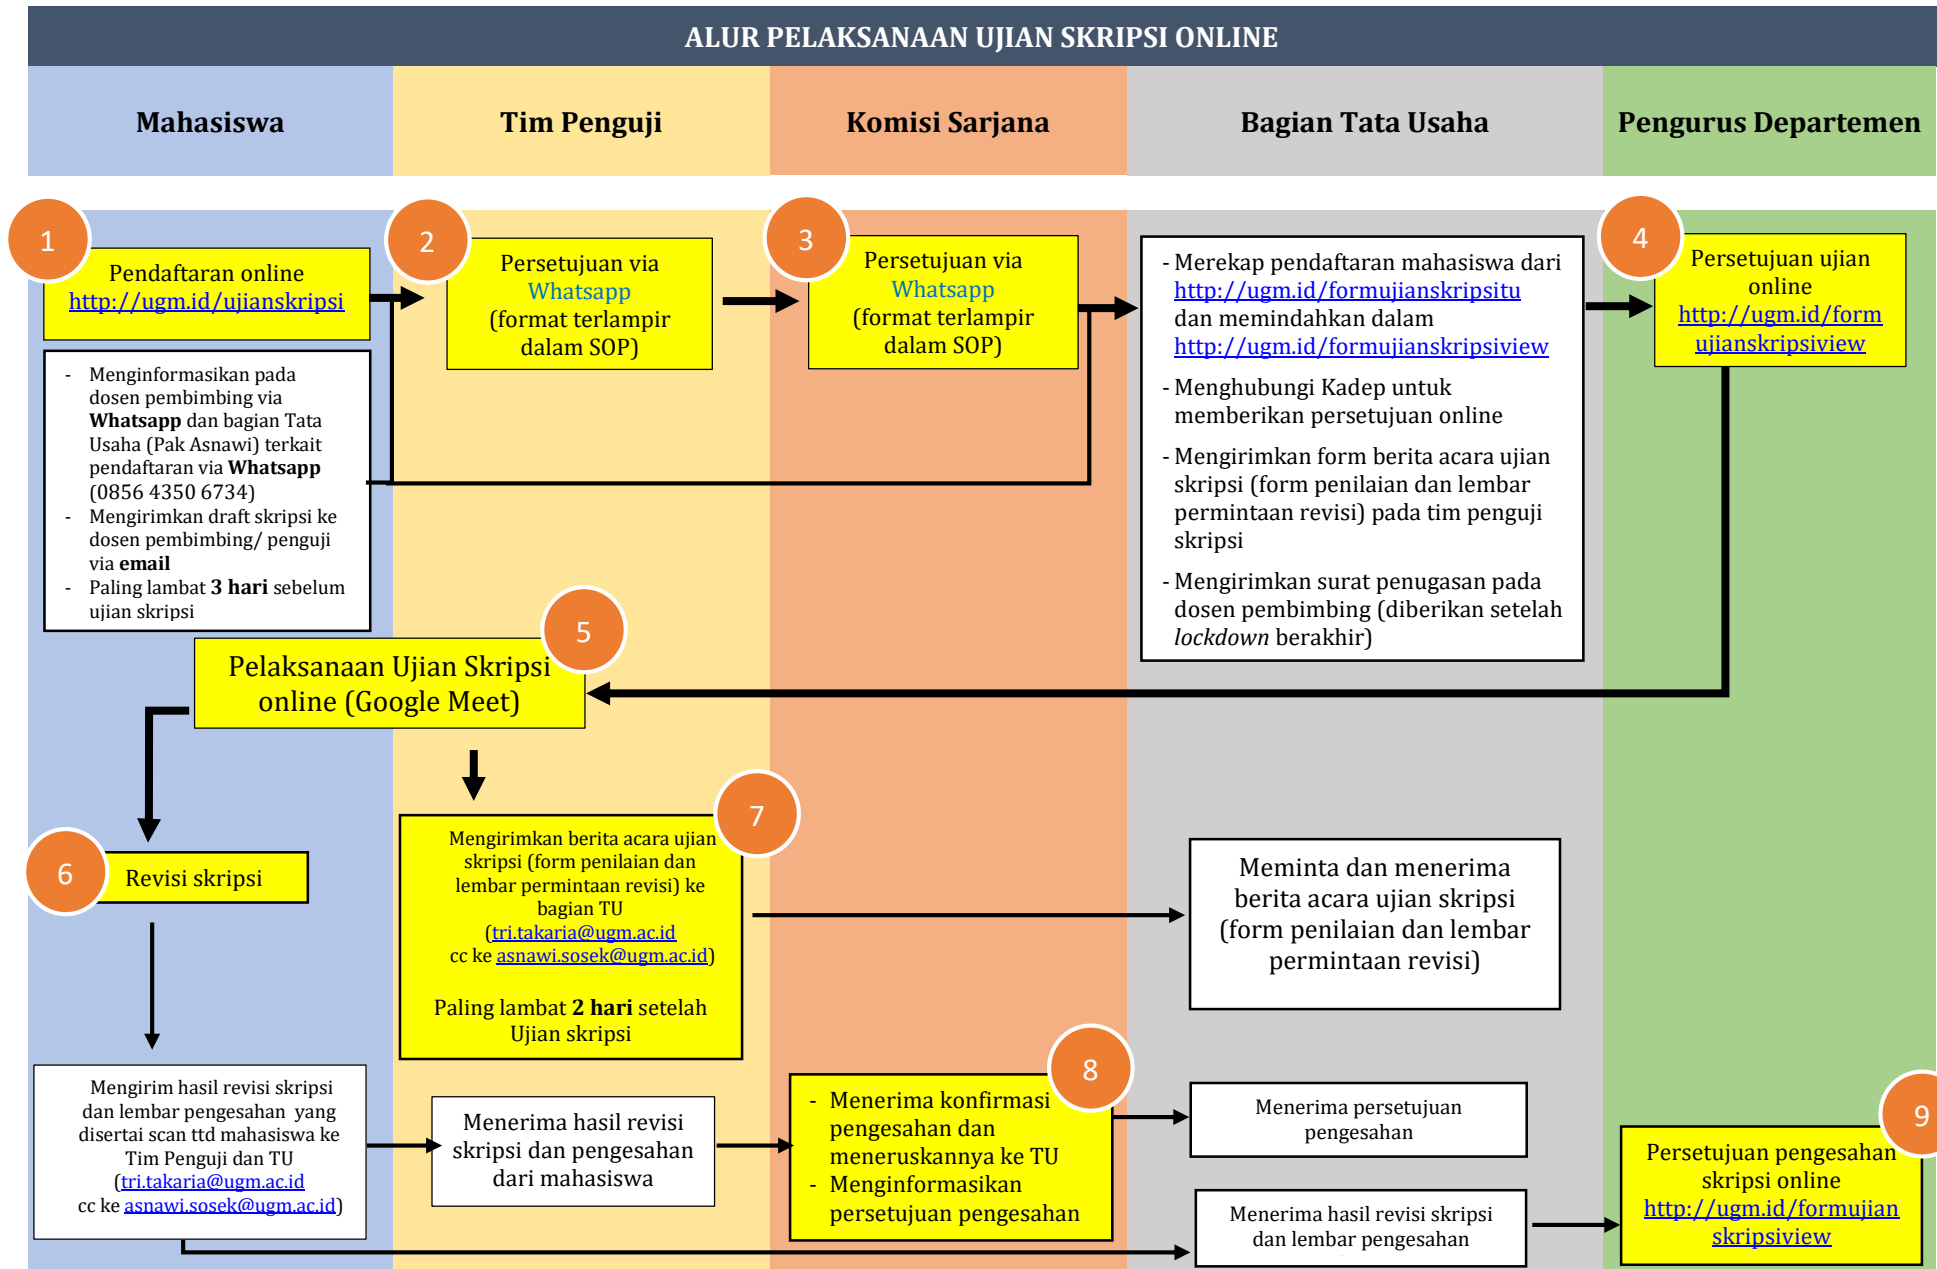 ALUR PELAKSANAAN UJIAN SKRIPSI ONLINE
Mahasiswa
Tim Penguji
Komisi Sarjana
Bagian Tata Usaha
Pengurus Departemen
1
Pendaftaran online
http://ugm.id/ujianskripsi
- Menginformasikan pada
dosen pembimbing via
Whatsapp dan bagian Tata
Usaha (Pak Asnawi) terkait
pendaftaran via Whatsapp
(0856 4350 6734)
- Mengirimkan draft skripsi ke
dosen pembimbing/ penguji
via email
- Paling lambat 3 hari sebelum
ujian skripsi
2
Persetujuan via
Whatsapp
(format terlampir
dalam SOP)
3
Persetujuan via
Whatsapp
(format terlampir
dalam SOP)
- Merekap pendaftaran mahasiswa dari
http://ugm.id/formujianskripsitu
dan memindahkan dalam
http://ugm.id/formujianskripsiview
- Menghubungi Kadep untuk
memberikan persetujuan online
- Mengirimkan form berita acara ujian
skripsi (form penilaian dan lembar
permintaan revisi) pada tim penguji
skripsi
- Mengirimkan surat penugasan pada
dosen pembimbing (diberikan setelah
lockdown berakhir)
4
Persetujuan ujian
online
http://ugm.id/form
ujianskripsiview
5
Pelaksanaan Ujian Skripsi
online (Google Meet)
6
Revisi skripsi
7
Mengirimkan berita acara ujian
skripsi (form penilaian dan
lembar permintaan revisi) ke
bagian TU
(tri.takaria@ugm.ac.id
cc ke asnawi.sosek@ugm.ac.id)
Paling lambat 2 hari setelah
Ujian skripsi
Meminta dan menerima
berita acara ujian skripsi
(form penilaian dan lembar
permintaan revisi)
Mengirim hasil revisi skripsi
dan lembar pengesahan yang
disertai scan ttd mahasiswa ke
Tim Penguji dan TU
(tri.takaria@ugm.ac.id
cc ke asnawi.sosek@ugm.ac.id)
Menerima hasil revisi
skripsi dan pengesahan
dari mahasiswa
8
- Menerima konfirmasi
pengesahan dan
meneruskannya ke TU
- Menginformasikan
persetujuan pengesahan
Menerima persetujuan
pengesahan
Menerima hasil revisi skripsi
dan lembar pengesahan
9
Persetujuan pengesahan
skripsi online
http://ugm.id/formujian
skripsiview